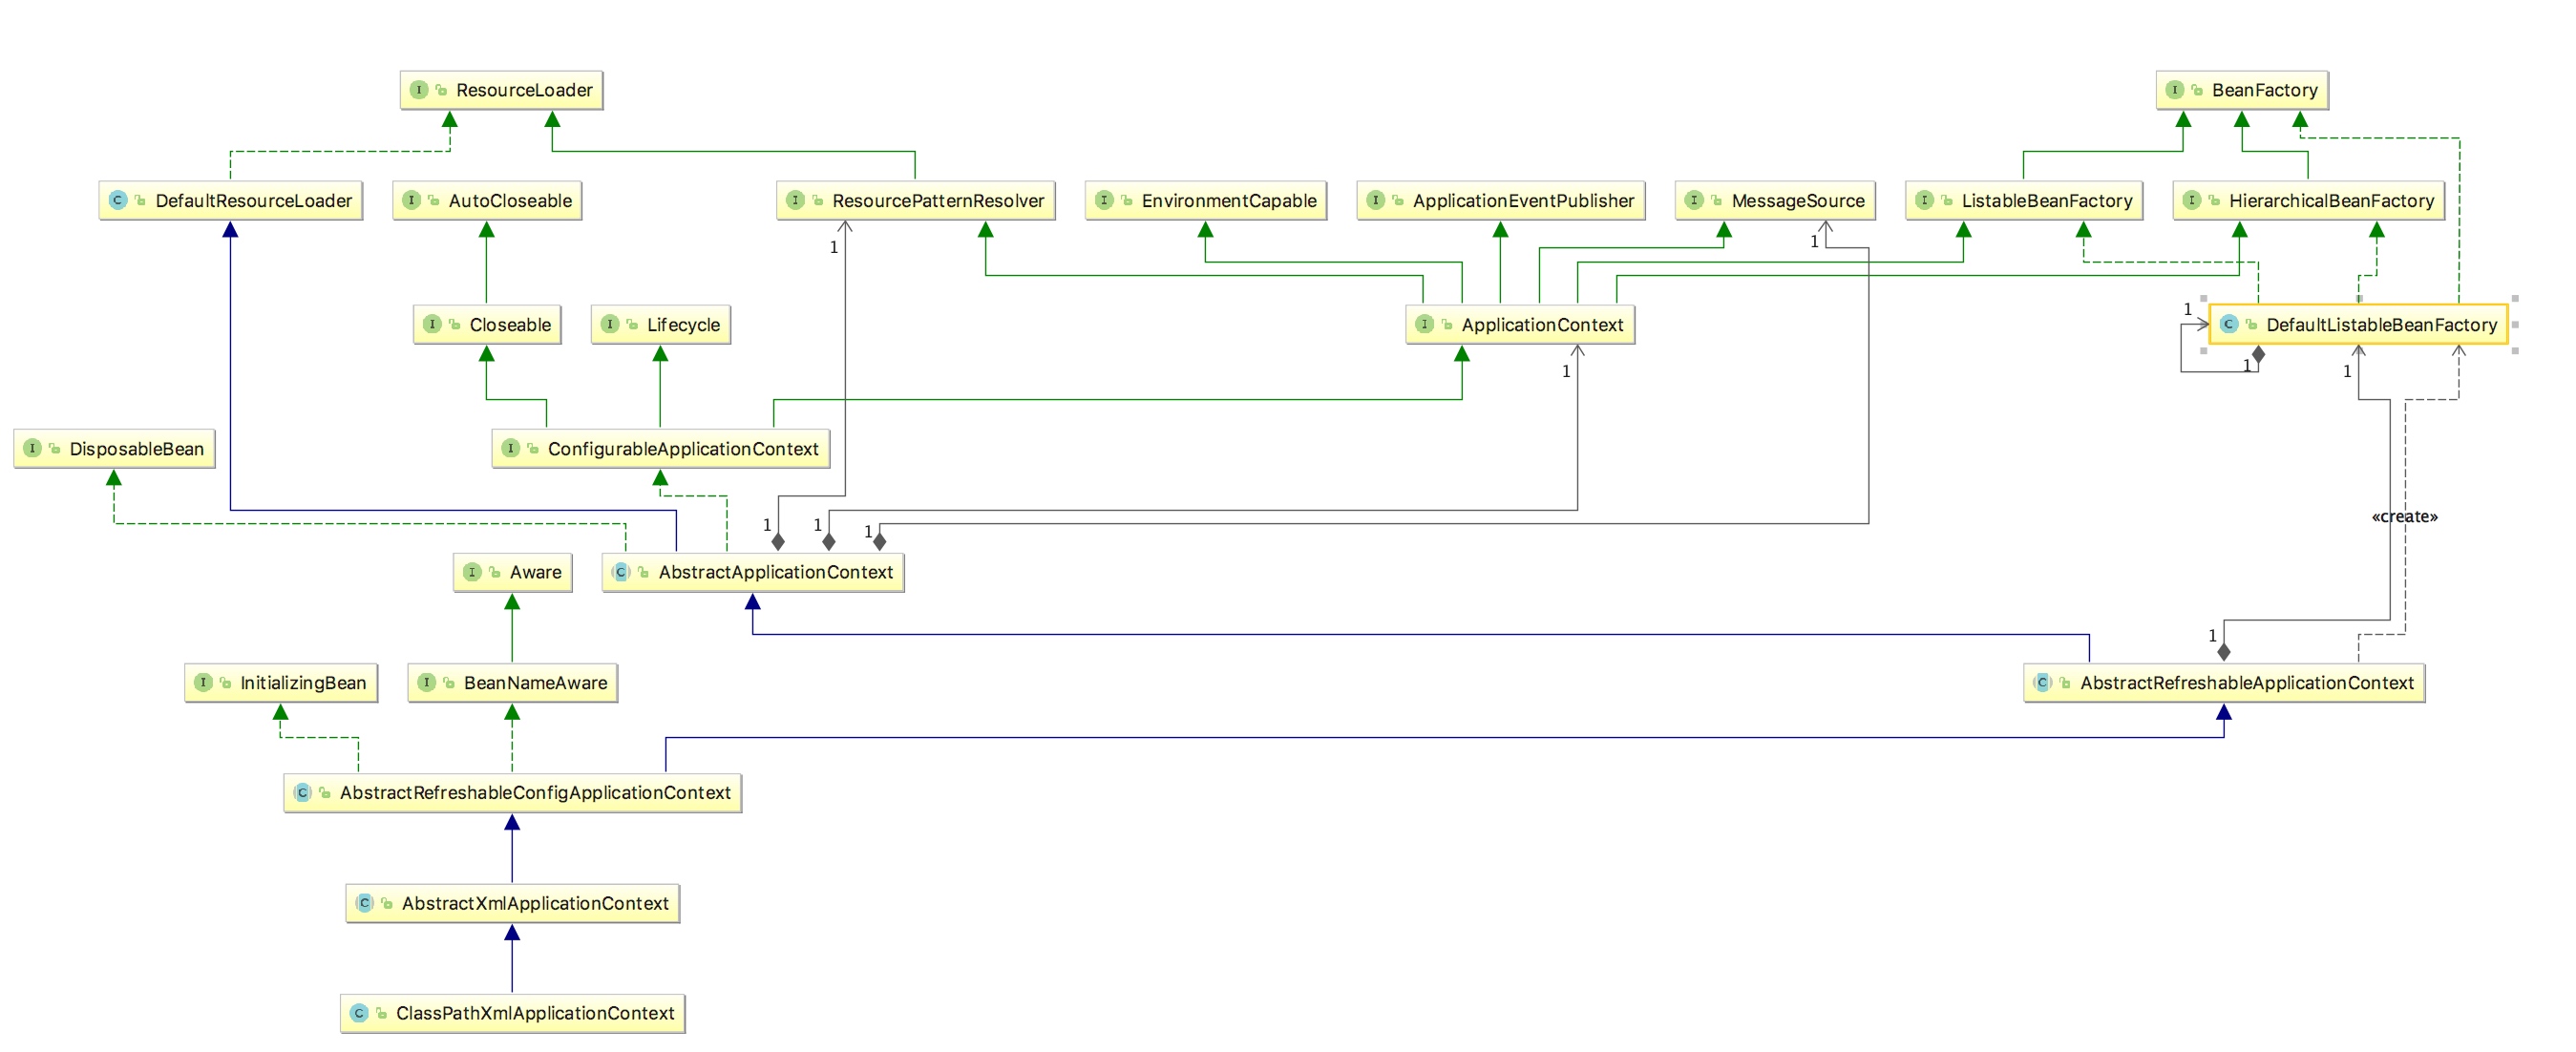 ResourceLoader
BeanFactory
DefaultResourceLoader
AutoCloseable
ResourcePatternResolver
EnvironmentCapable
ApplicationEventPublisher
MessageSource
ListableBeanFactory
HierarchicalBeanFactory
1
1
Closeable
Lifecycle
ApplicationContext
1
DefaultListableBeanFactory
1
1
1
DisposableBean
ConfigurableApplicationContext
«create»
1
1
1
Aware
AbstractApplicationContext
1
InitializingBean
BeanNameAware
AbstractRefreshableApplicationContext
AbstractRefreshableConfigApplicationContext
AbstractXmlApplicationContext
ClassPathXmlApplicationContext